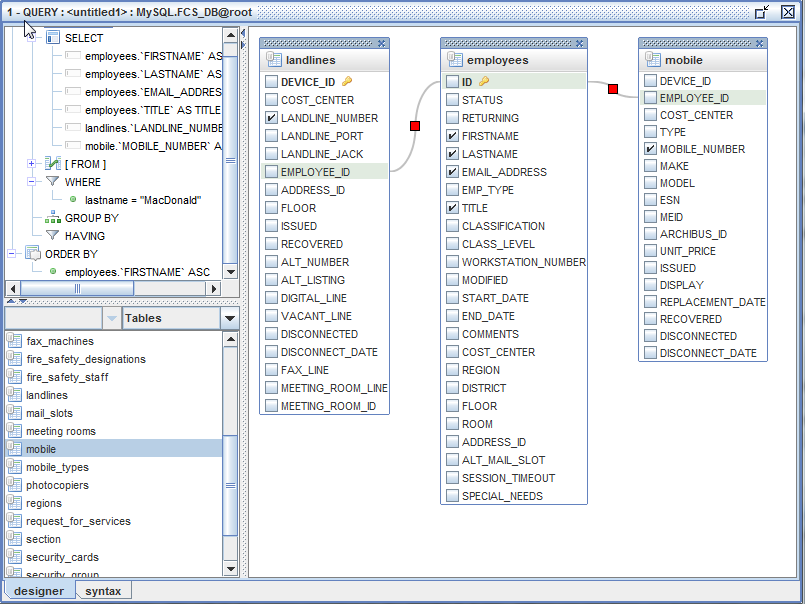 1 - QUERY : <untitled1> : MySQL.FCS_DB@root
SELECT
employees.`FIRSTNAME` AS
employees.`LASTNAME` AS
employees.`EMAIL_ADDRES
employees.`TITLE` AS TITLE
landlines.`LANDLINE_NUMBE
mobile.`MOBILE_NUMBER` A
[ FROM ]
WHERE
lastname = "MacDonald"
GROUP BY
HAVING
ORDER BY
employees.`FIRSTNAME` ASC
Tables
fax_machines
fire_safety_designations
fire_safety_staff
landlines
mail_slots
meeting rooms
mobile
mobile_types
photocopiers
regions
request_for_services
section
security_cards
security_group
designer
syntax
landlines
DEVICE_ID
COST_CENTER
LANDLINE_NUMBER
LANDLINE_PORT
LANDLINE_JACK
EMPLOYEE_ID
ADDRESS_ID
FLOOR
ISSUED
RECOVERED
ALT_NUMBER
ALT_LISTING
DIGITAL_LINE
VACANT_LINE
DISCONNECTED
DISCONNECT_DATE
FAX_LINE
MEETING_ROOM_LINE
MEETING_ROOM_ID
employees
ID
STATUS
RETURNING
FIRSTNAME
LASTNAME
EMAIL_ADDRESS
EMP_TYPE
TITLE
CLASSIFICATION
CLASS_LEVEL
WORKSTATION_NUMBER
MODIFIED
START_DATE
END_DATE
COMMENTS
COST_CENTER
REGION
DISTRICT
FLOOR
ROOM
ADDRESS_ID
ALT_MAIL_SLOT
SESSION_TIMEOUT
SPECIAL_NEEDS
mobile
DEVICE_ID
EMPLOYEE_ID
COST_CENTER
TYPE
MOBILE_NUMBER
MAKE
MODEL
ESN
MEID
ARCHIBUS_ID
UNIT_PRICE
ISSUED
DISPLAY
REPLACEMENT_DATE
RECOVERED
DISCONNECTED
DISCONNECT_DATE